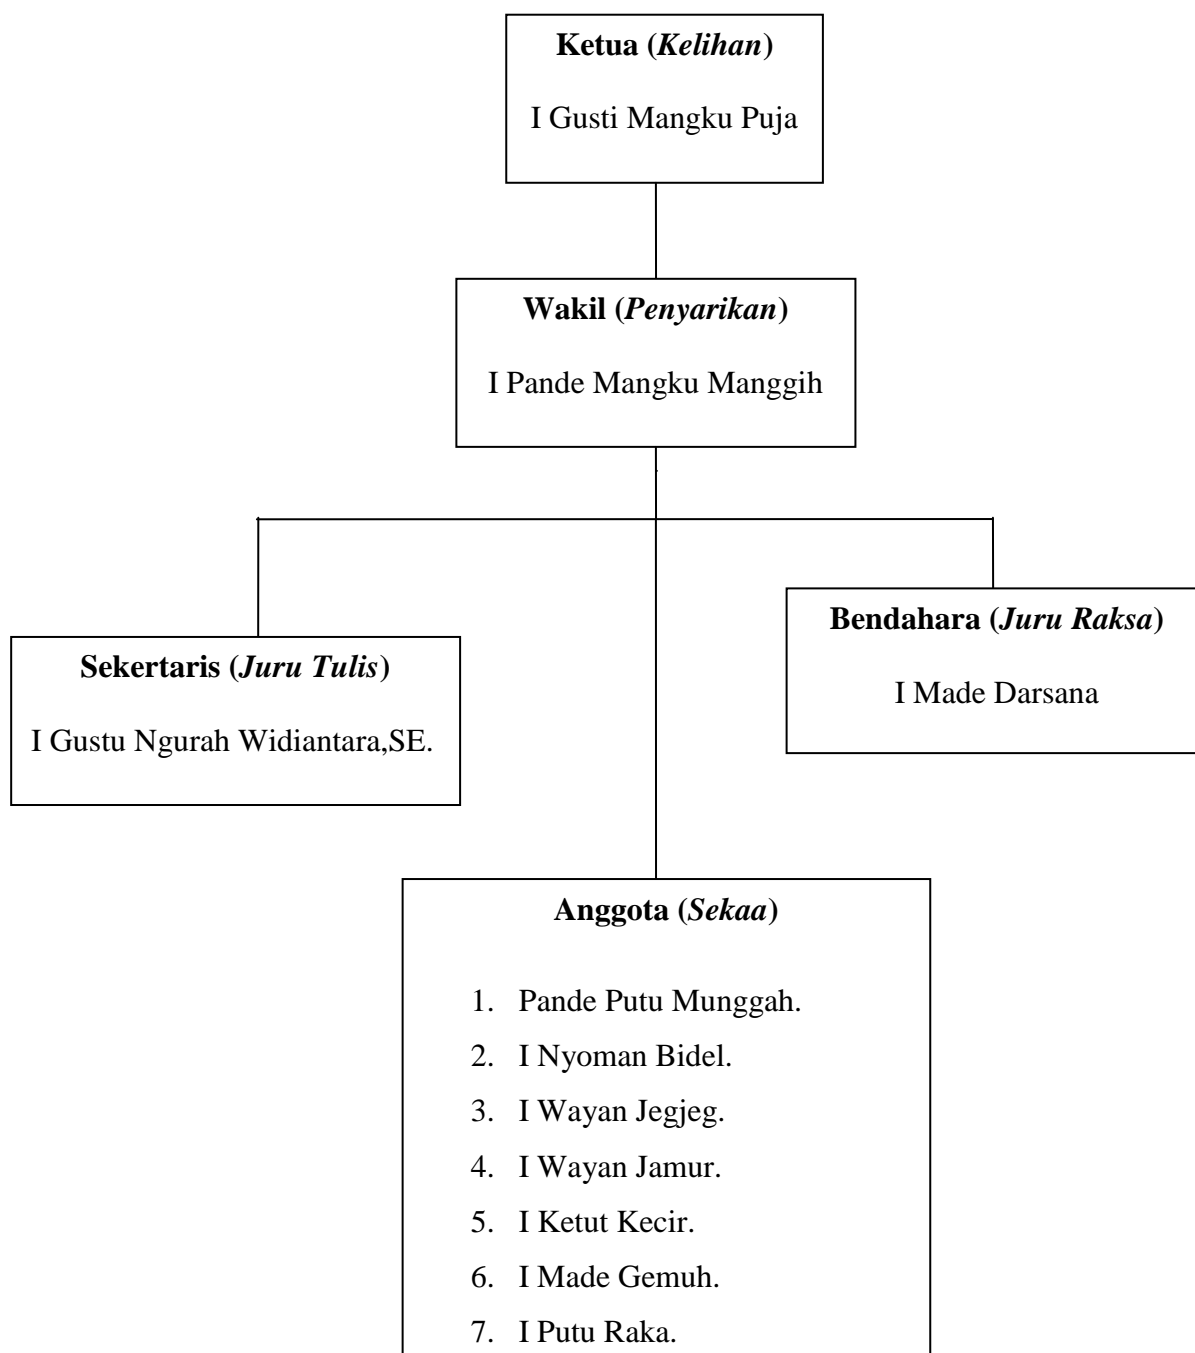 Ketua (Kelihan)
I Gusti Mangku Puja
Wakil (Penyarikan)
I Pande Mangku Manggih
Bendahara (Juru Raksa)
I Made Darsana
Sekertaris (Juru Tulis)
I Gustu Ngurah Widiantara,SE.
Anggota (Sekaa)
1. Pande Putu Munggah.
2. I Nyoman Bidel.
3. I Wayan Jegjeg.
4. I Wayan Jamur.
5. I Ketut Kecir.
6. I Made Gemuh.
7. I Putu Raka.